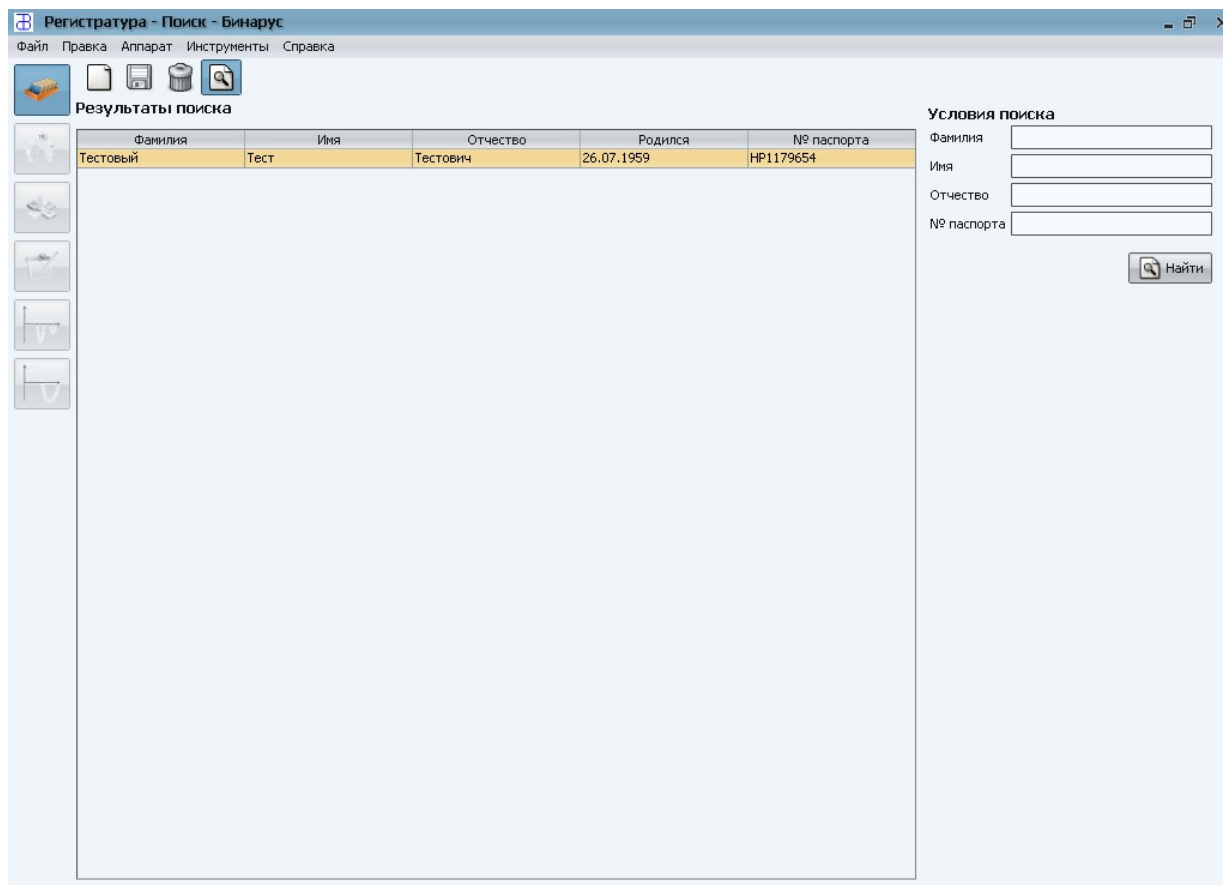 Регистратура - Поиск - Бинарус
Файл Правка Аппарат Инструменты Справка
Результаты поиска
Фамилия Имя Отчество Родился № паспорта
Тестовый Тест Тестович 26.07.1959 HP1179654
Условия поиска
Фамилия
Имя
Отчество
№ паспорта
Найти